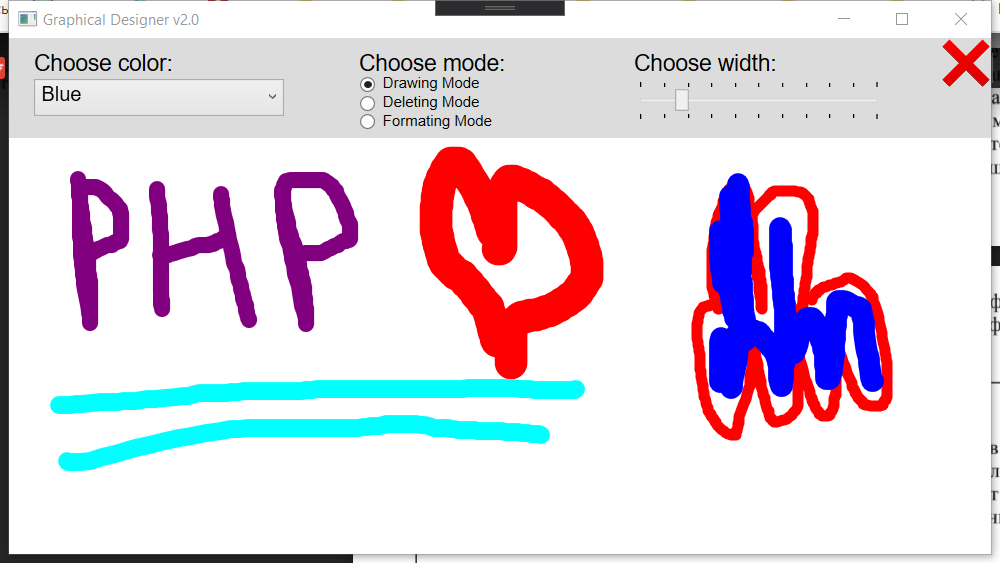 Graphical Designer v2.0
Choose color:
Blue
Choose mode:
Drawing Mode
Deleting Mode
Formating Mode
Choose width:
PHP